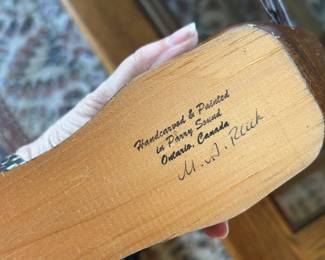 Handcarved & Painted
in Parry Sound
Ontario, Canada
M. J.